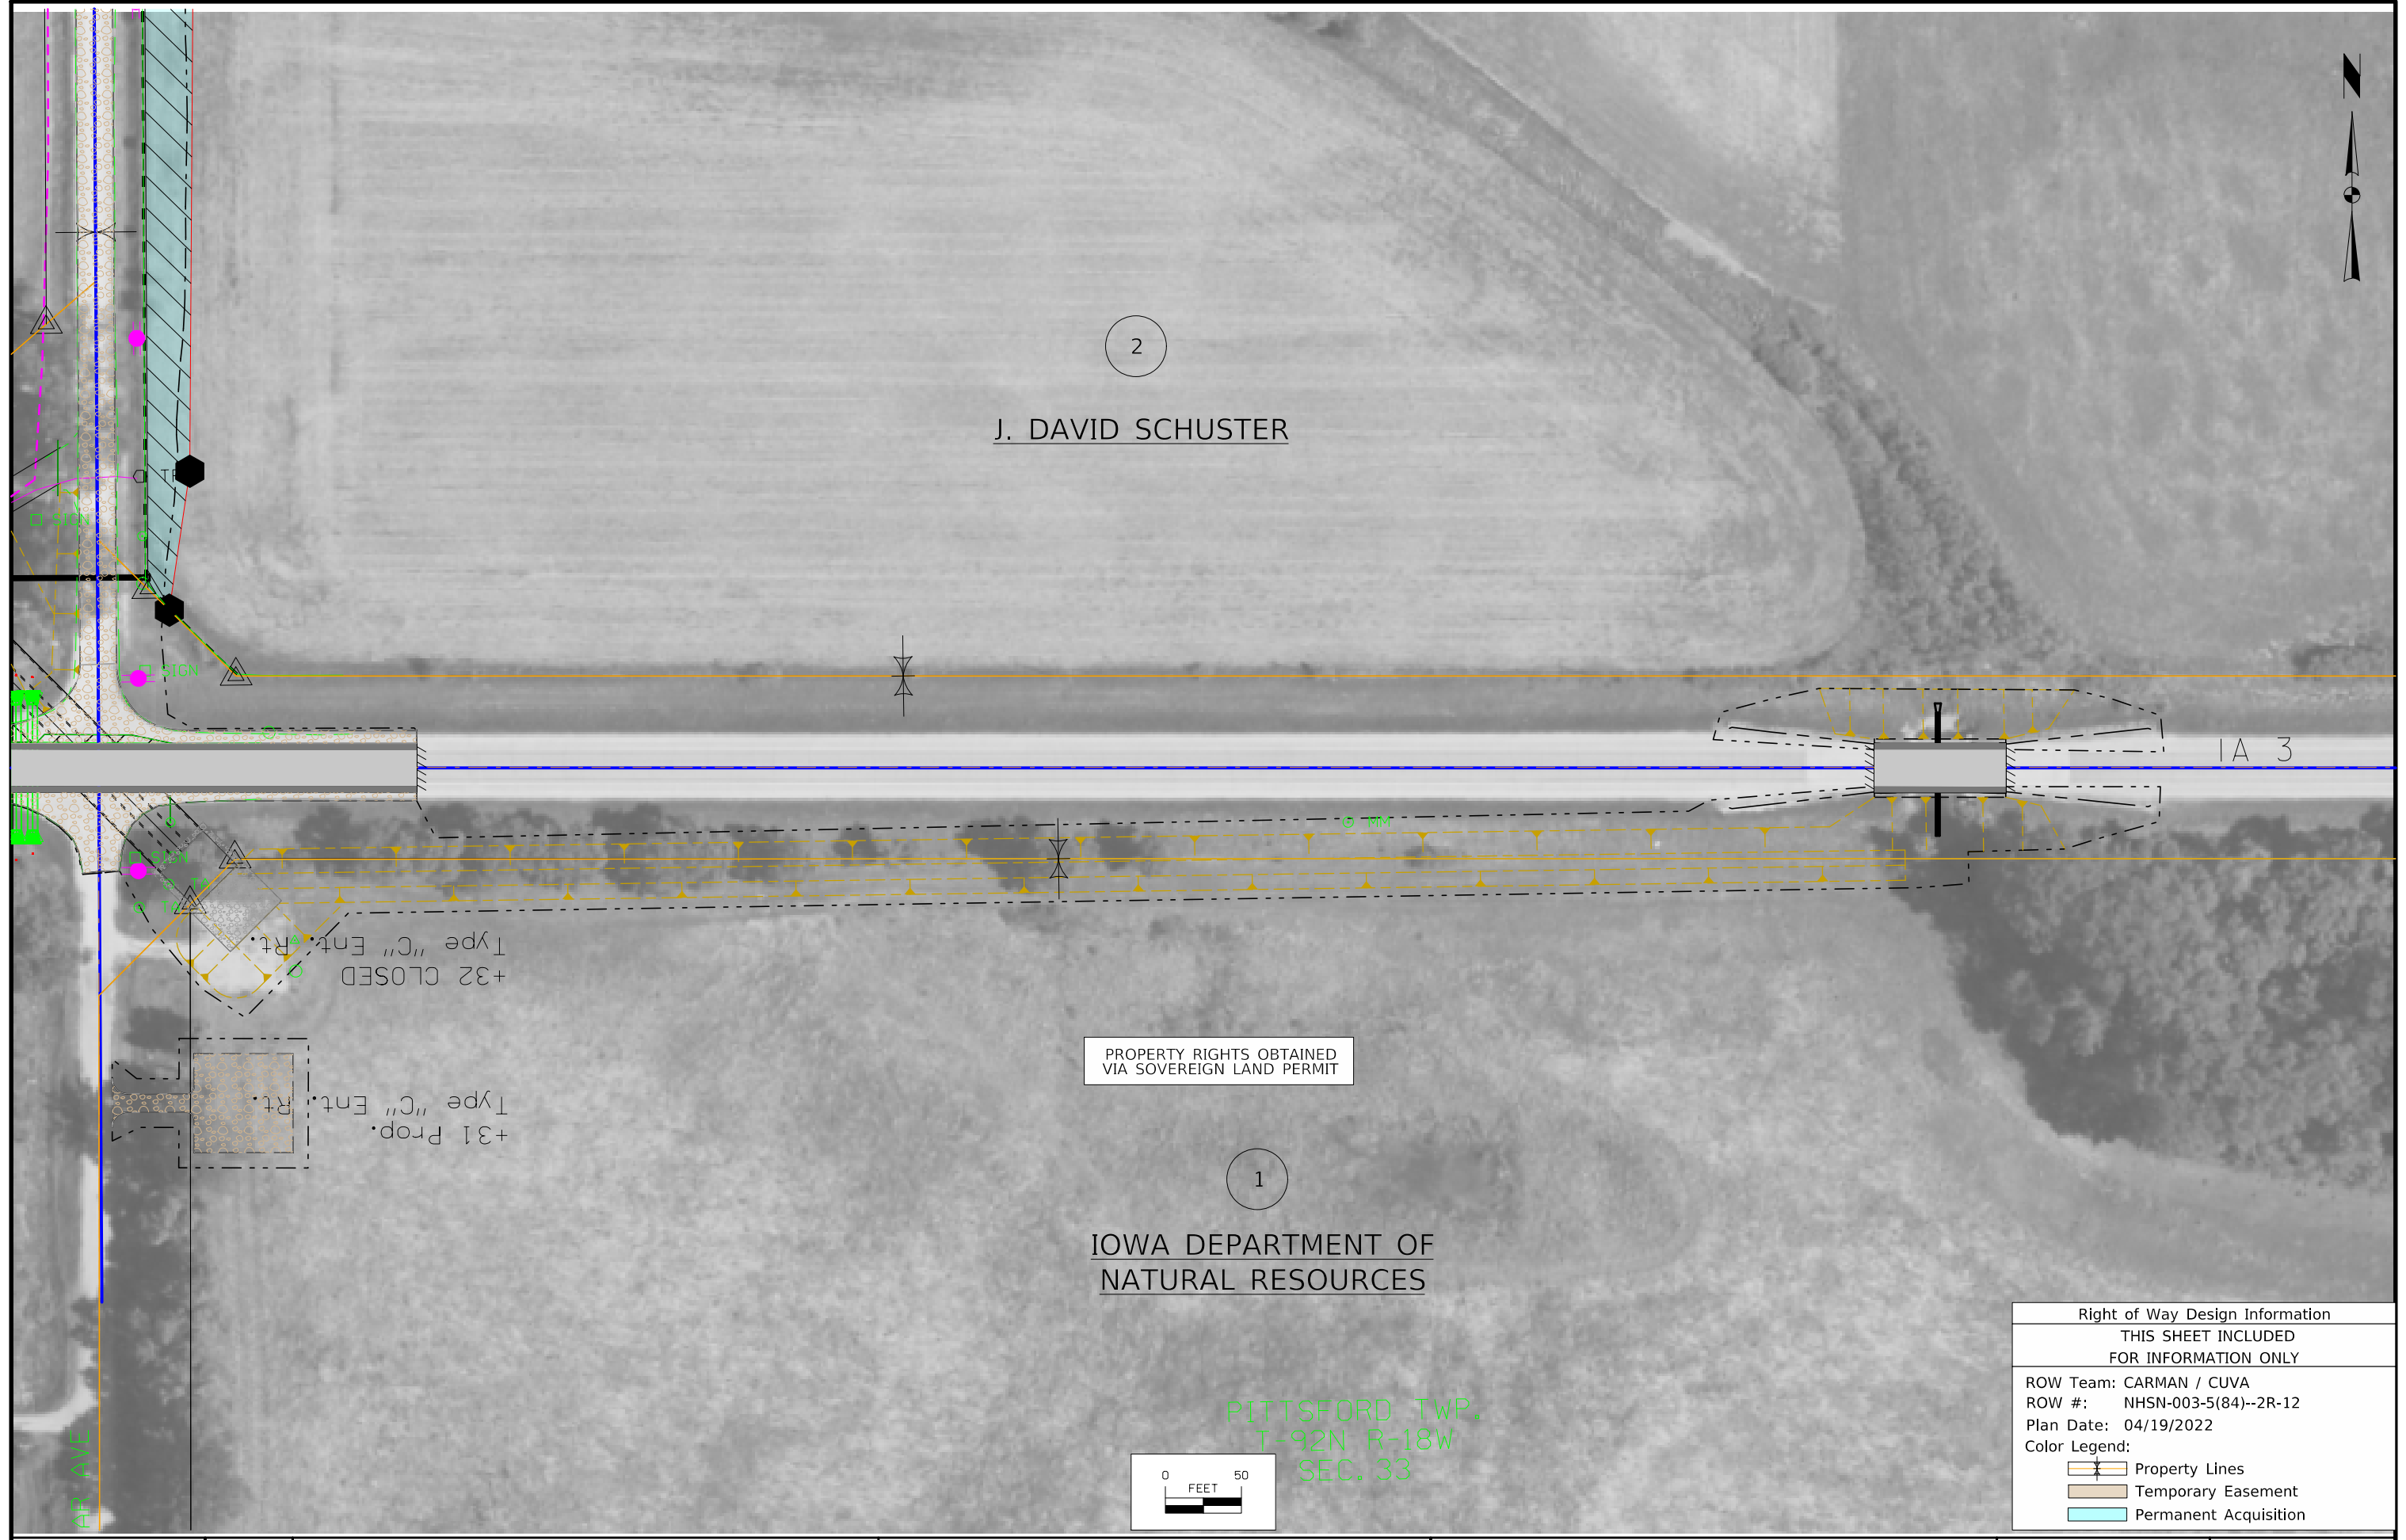 N
2
J. DAVID SCHUSTER
SIGN
SIGN
IA 3
MM
SIGN
Type "C" Ent. Rt.
+32 CLOSED
PROPERTY RIGHTS OBTAINED
VIA SOVEREIGN LAND PERMIT
Type "C" Ent. Rt.
+31 Prop.
1
IOWA DEPARTMENT OF
NATURAL RESOURCES
PITTSFORD TWP.
T-92N R-18W
SEC. 33
AR AVE
0 50
FEET
Right of Way Design Information
THIS SHEET INCLUDED
FOR INFORMATION ONLY
ROW Team: CARMAN / CUVA
ROW #: NHSN-003-5(84)--2R-12
Plan Date: 04/19/2022
Color Legend:
Property Lines
Temporary Easement
Permanent Acquisition